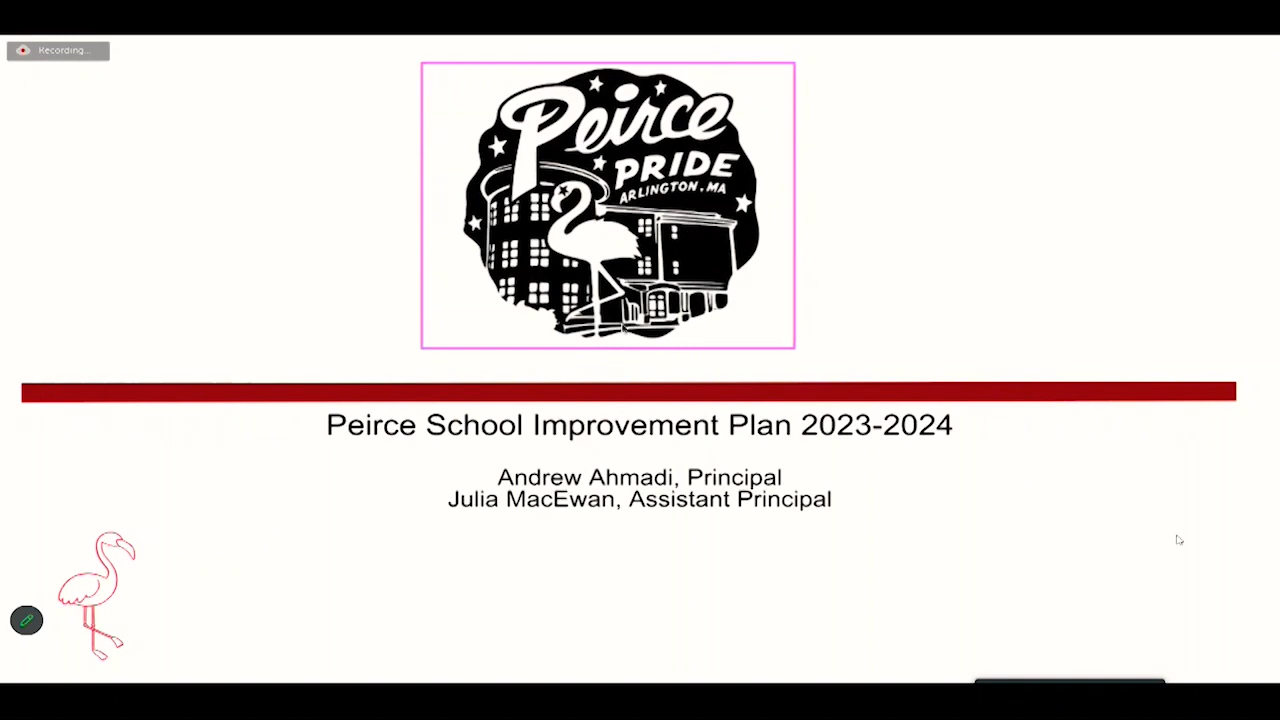 Recording...
Peirce
PRIDE
ARLINGTON.MA
Peirce School Improvement Plan 2023-2024
Andrew Ahmadi, Principal
Julia MacEwan, Assistant Principal